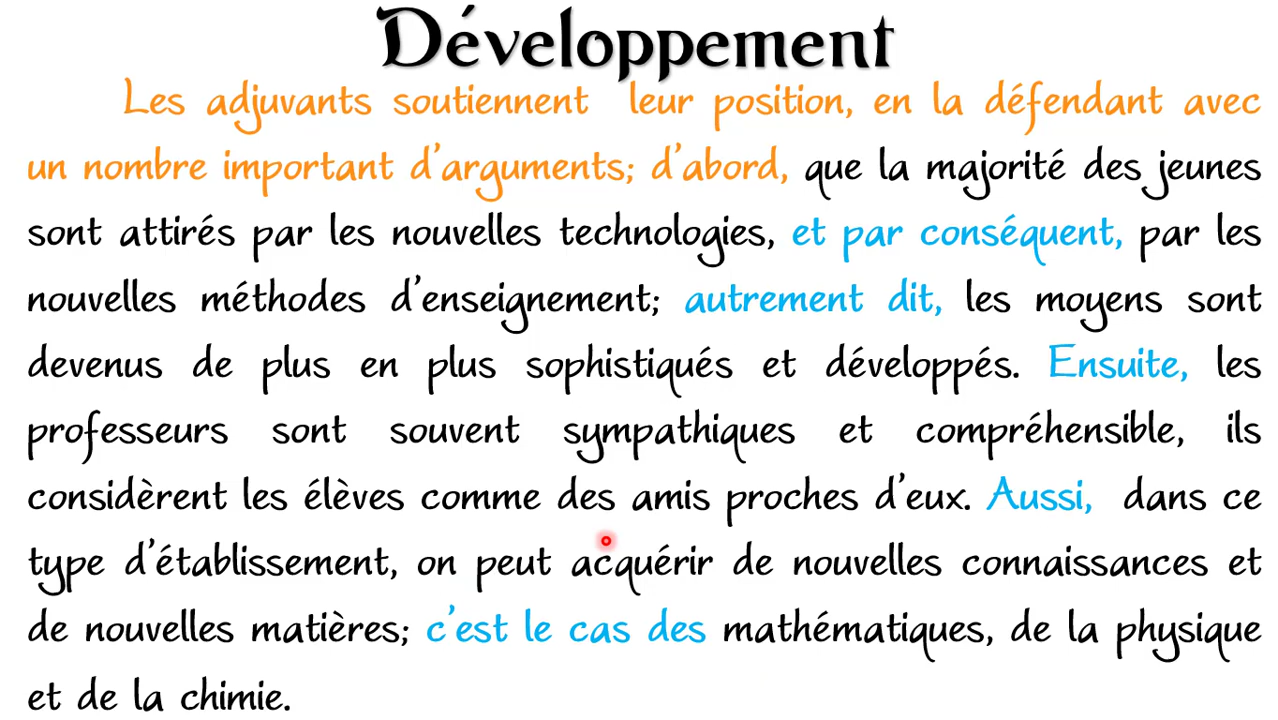 Développement
Les adjuvants soutiennent leur position, en la défendant avec
un nombre important d'arguments; d'abord, que la majorité des jeunes
sont attirés par les nouvelles technologies, et par conséquent, par les
nouvelles méthodes d'enseignement; autrement dit, les moyens sont
devenus de plus en plus sophistiqués et développés. Ensuite, les
professeurs sont souvent sympathiques et compréhensible, ils
considèrent les élèves comme des amis proches d'eux. Aussi, dans ce
type d'établissement, on peut acquérir de nouvelles connaissances et
de nouvelles matières; c'est le cas des mathématiques, de la physique
et de la chimie.